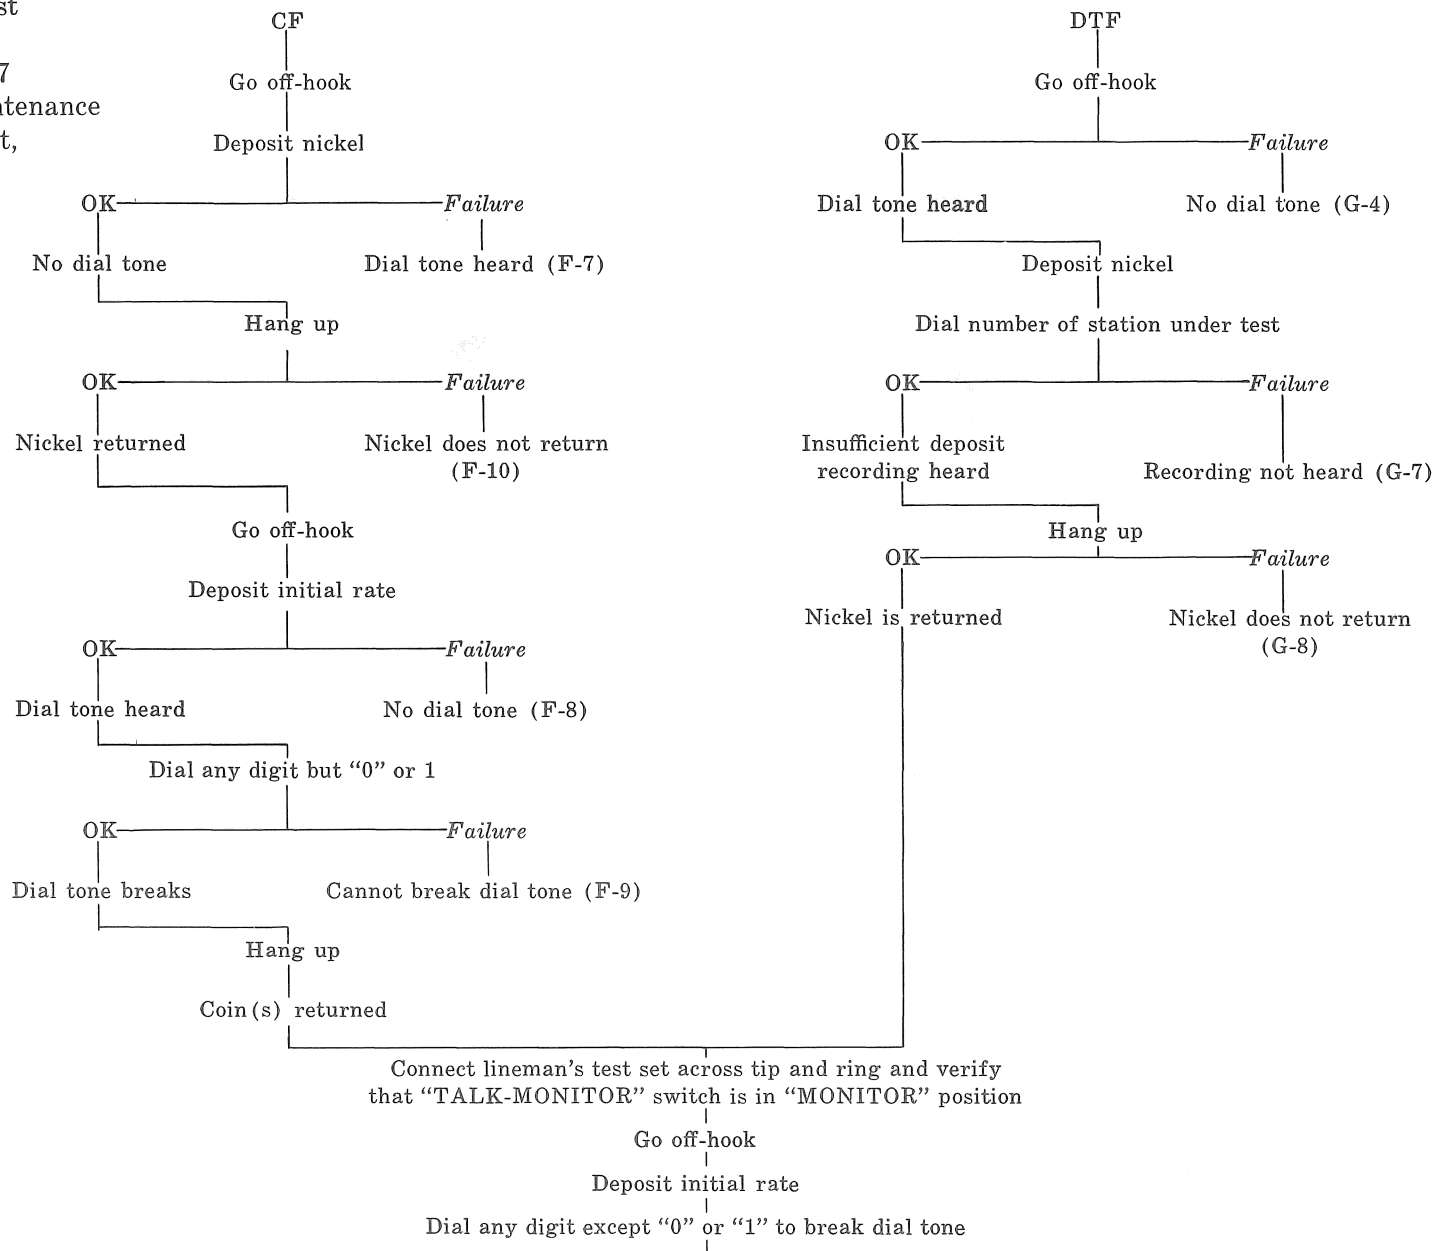 st
7
ntenance
t,
CF
Go off-hook
Deposit nickel
OK
Failure
No dial tone
Dial tone heard (F-7)
Hang up
OK
Failure
Nickel returned
Nickel does not return
(F-10)
Go off-hook
Deposit initial rate
OK
Failure
Dial tone heard
No dial tone (F-8)
Dial any digit but “0” or 1
OK
Failure
Dial tone breaks
Cannot break dial tone (F-9)
Hang up
Coin(s) returned
DTF
Go off-hook
OK
Failure
Dial tone heard
No dial tone (G-4)
Deposit nickel
Dial number of station under test
OK
Failure
Insufficient deposit
recording heard
Recording not heard (G-7)
Hang up
OK
Failure
Nickel is returned
Nickel does not return
(G-8)
Connect lineman’s test set across tip and ring and verify
that “TALK-MONITOR” switch is in “MONITOR” position
Go off-hook
Deposit initial rate
Dial any digit except “0” or “1” to break dial tone